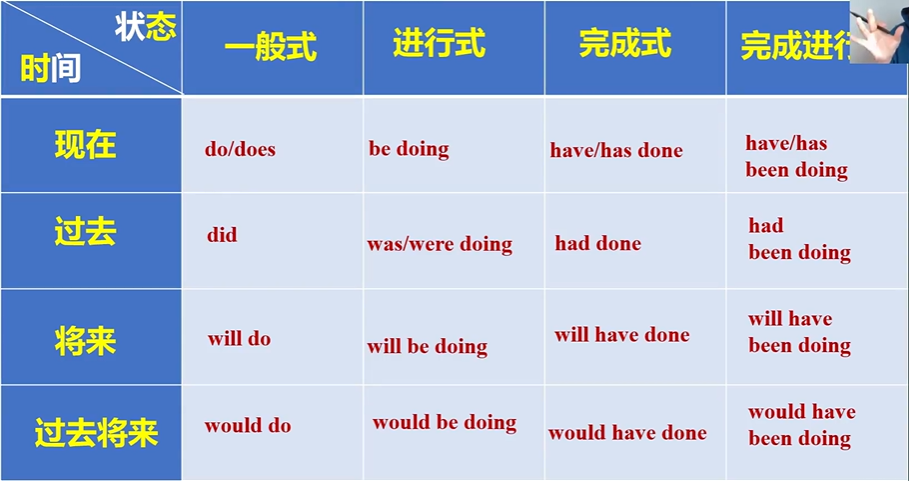 状态
时间
一般式
进行式
完成式
完成进行
现在
do/does
be doing
have/has done
have/has
been doing
过去
did
was/were doing
had done
had
been doing
将来
will do
will be doing
will have done
will have
been doing
过去将来
would do
would be doing
would have done
would have
been doing